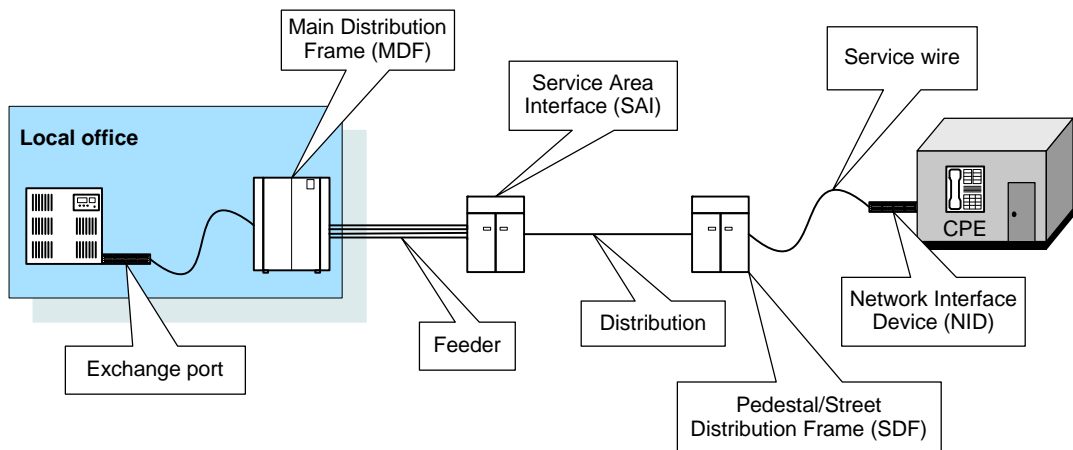 Main Distribution
Frame (MDF)
Service Area
Interface (SAI)
Service wire
Local office
CPE
Exchange port
Feeder
Distribution
Network Interface
Device (NID)
Pedestal/Street
Distribution Frame (SDF)